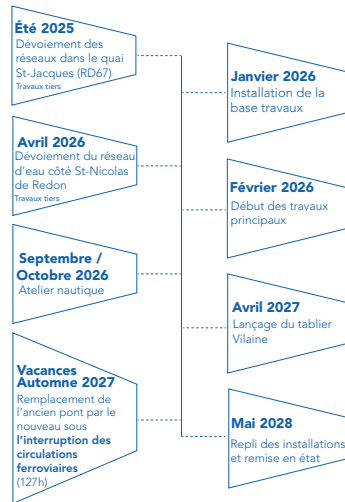 Été 2025
Dévoiement des
réseaux dans le quai
St-Jacques (RD67)
Travaux tiers
Janvier 2026
Installation de la
base travaux
Avril 2026
Dévoiement du réseau
d'eau côté St-Nicolas
de Redon
Travaux tiers
Février 2026
Début des travaux
principaux
Septembre /
Octobre 2026
Atelier nautique
Avril 2027
Lançage du tablier
Vilaine
Vacances
Automne 2027
Remplacement de
l'ancien pont par le
nouveau sous
l'interruption des
circulations
ferroviaires
(127h)
Mai 2028
Repli des installations
et remise en état